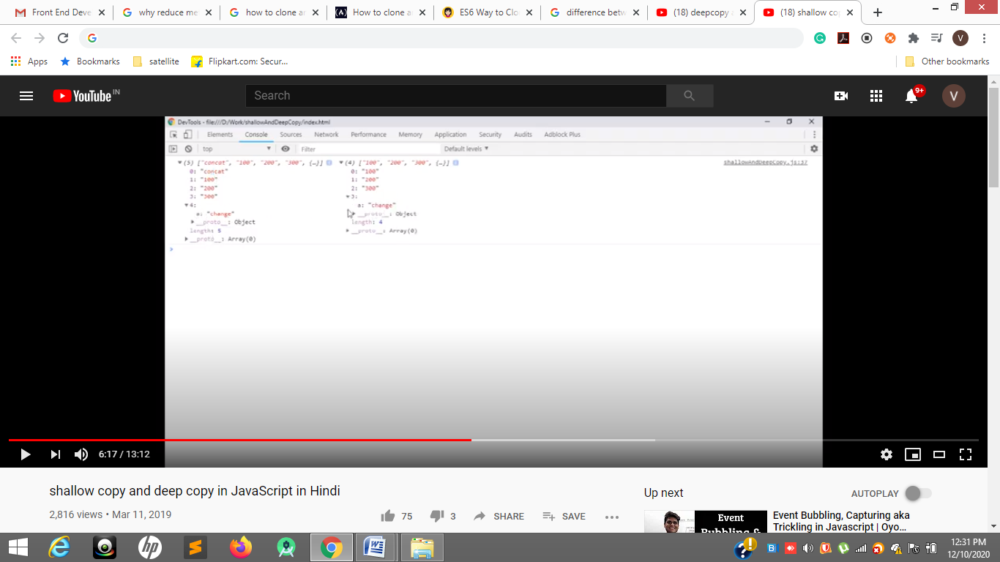 Front End Deve
why reduce me
how to clone ar
How to clone a
ES6 Way to Clo
difference betw
(18) deepcopy a
(18) shallow co
Apps
Bookmarks
satellite
Flipkart.com: Secur...
Other bookmarks
YouTube IN
Search
9+
V
DevTools - file:///D:/Work/shallowAndDeepCopy/index.html
Elements Console Sources Network Performance Memory Application Security Audits Adblock Plus
top
Filter
Default levels ▼
▼(5) ["concat", "100", "200", "300", {…}]
0: "concat"
1: "100"
2: "200"
3: "300"
▼4:
a: "change"
▶__proto__: Object
length: 5
▶__proto__: Array(0)
▼(4) ["100", "200", "300", {…}]
0: "100"
1: "200"
2: "300"
▼3:
a: "change"
▶__proto__: Object
length: 4
▶__proto__: Array(0)
shallowAndDeepCopy.js:37
>
6:17 / 13:12
shallow copy and deep copy in JavaScript in Hindi
2,816 views • Mar 11, 2019
75
3
SHARE
SAVE
Up next
AUTOPLAY
Event
Bubbling &
Event Bubbling, Capturing aka
Trickling in Javascript | Oyo...
12:31 PM
12/10/2020